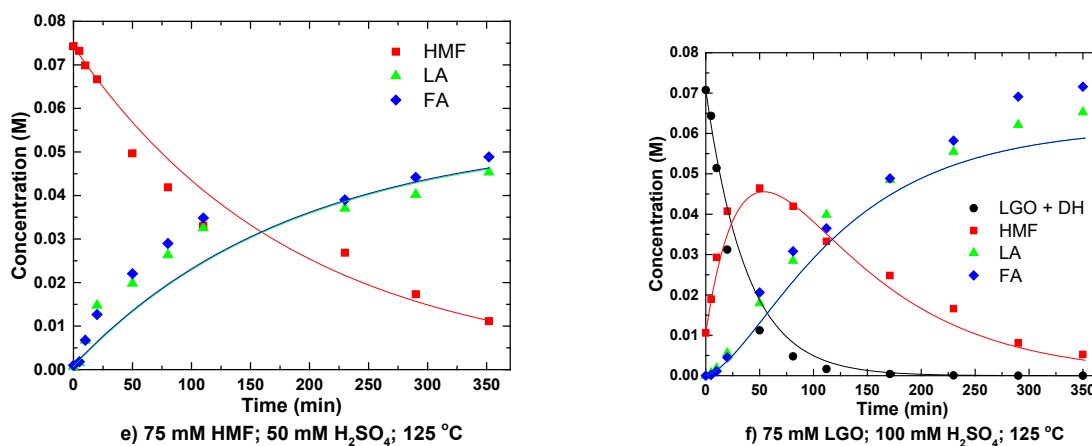 0.08
0.07
0.06
0.05
0.04
0.03
0.02
0.01
0.00
Concentration (M)
HMF
LA
FA
0 50 100 150 200 250 300 350
Time (min)
e) 75 mM HMF; 50 mM H₂SO₄; 125 °C
0.08
0.07
0.06
0.05
0.04
0.03
0.02
0.01
0.00
Concentration (M)
LGO + DH
HMF
LA
FA
0 50 100 150 200 250 300 350
Time (min)
f) 75 mM LGO; 100 mM H₂SO₄; 125 °C